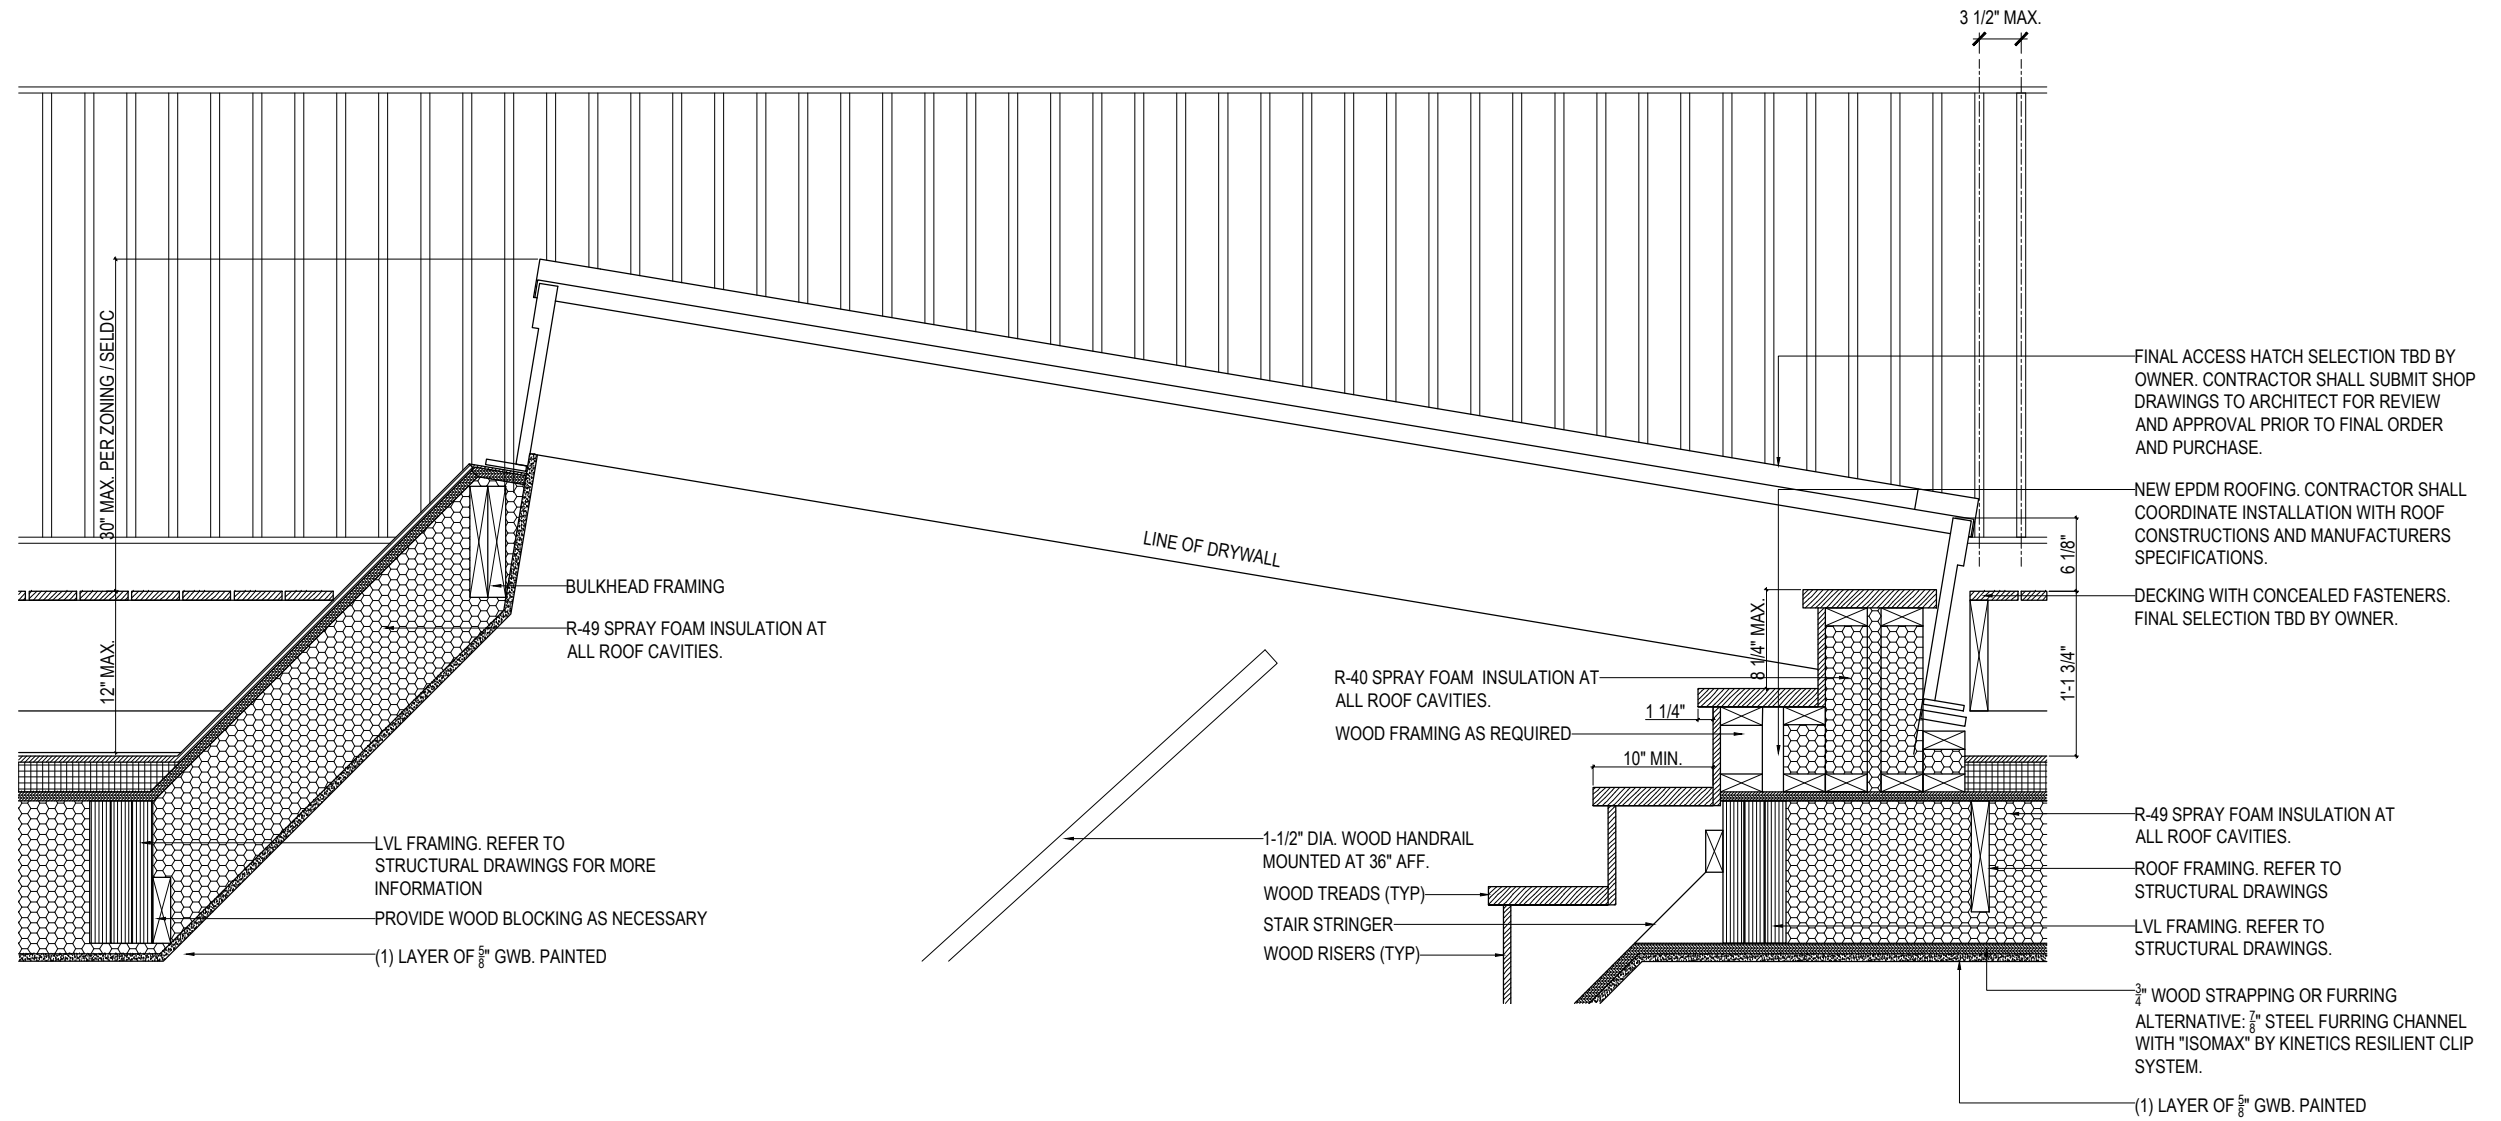 3 1/2" MAX.
30" MAX. PER ZONING / SELDC
12" MAX.
BULKHEAD FRAMING
R-49 SPRAY FOAM INSULATION AT
ALL ROOF CAVITIES.
LVL FRAMING. REFER TO
STRUCTURAL DRAWINGS FOR MORE
INFORMATION
PROVIDE WOOD BLOCKING AS NECESSARY
(1) LAYER OF 5/8" GWB. PAINTED
LINE OF DRYWALL
8 1/4" MAX.
R-40 SPRAY FOAM INSULATION AT
ALL ROOF CAVITIES.
1 1/4"
WOOD FRAMING AS REQUIRED
10" MIN.
1-1/2" DIA. WOOD HANDRAIL
MOUNTED AT 36" AFF.
WOOD TREADS (TYP)
STAIR STRINGER
WOOD RISERS (TYP)
6 1/8"
1'-1 3/4"
FINAL ACCESS HATCH SELECTION TBD BY
OWNER. CONTRACTOR SHALL SUBMIT SHOP
DRAWINGS TO ARCHITECT FOR REVIEW
AND APPROVAL PRIOR TO FINAL ORDER
AND PURCHASE.
NEW EPDM ROOFING. CONTRACTOR SHALL
COORDINATE INSTALLATION WITH ROOF
CONSTRUCTIONS AND MANUFACTURERS
SPECIFICATIONS.
DECKING WITH CONCEALED FASTENERS.
FINAL SELECTION TBD BY OWNER.
R-49 SPRAY FOAM INSULATION AT
ALL ROOF CAVITIES.
ROOF FRAMING. REFER TO
STRUCTURAL DRAWINGS
LVL FRAMING. REFER TO
STRUCTURAL DRAWINGS.
3/4" WOOD STRAPPING OR FURRING
ALTERNATIVE: 7/8" STEEL FURRING CHANNEL
WITH "ISOMAX" BY KINETICS RESILIENT CLIP
SYSTEM.
(1) LAYER OF 5/8" GWB. PAINTED